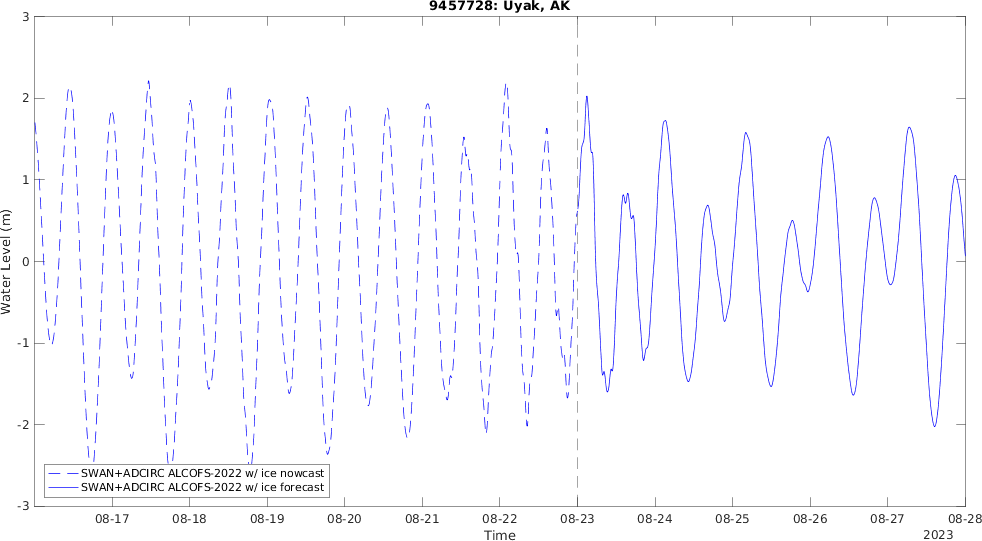 9457728: Uyak, AK
3
2
1
0
-1
-2
-3
Water Level (m)
SWAN+ADCIRC ALCOFS-2022 w/ ice nowcast
SWAN+ADCIRC ALCOFS-2022 w/ ice forecast
08-17 08-18 08-19 08-20 08-21 08-22 08-23 08-24 08-25 08-26 08-27 08-28
Time
2023